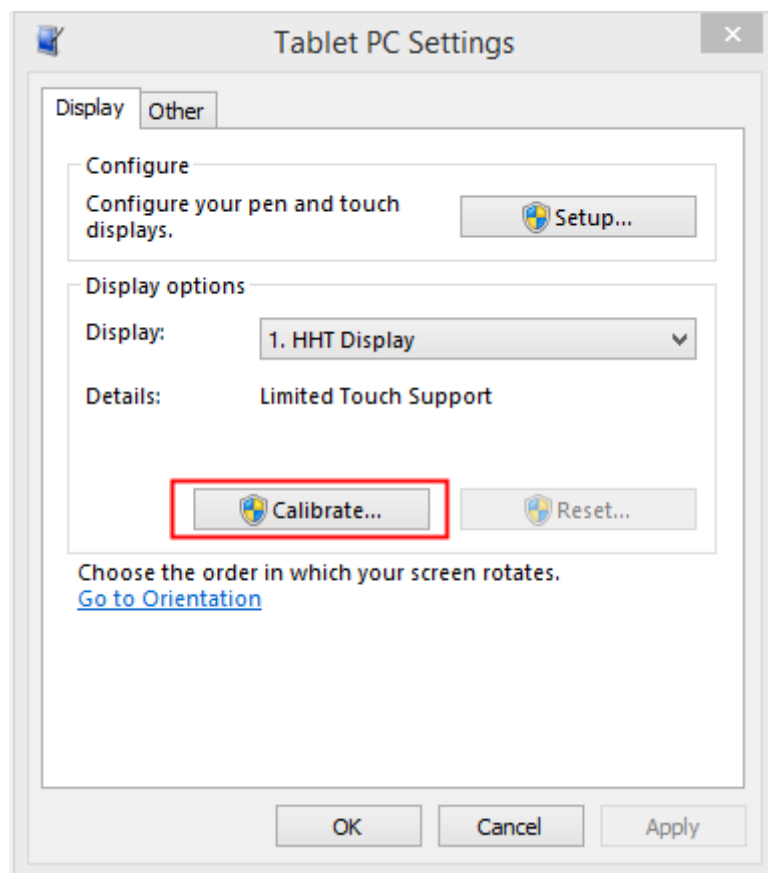 Tablet PC Settings
Display Other
Configure
Configure your pen and touch
displays.
Setup...
Display options
Display: 1. HHT Display
Details: Limited Touch Support
Calibrate... Reset...
Choose the order in which your screen rotates.
Go to Orientation
OK Cancel Apply